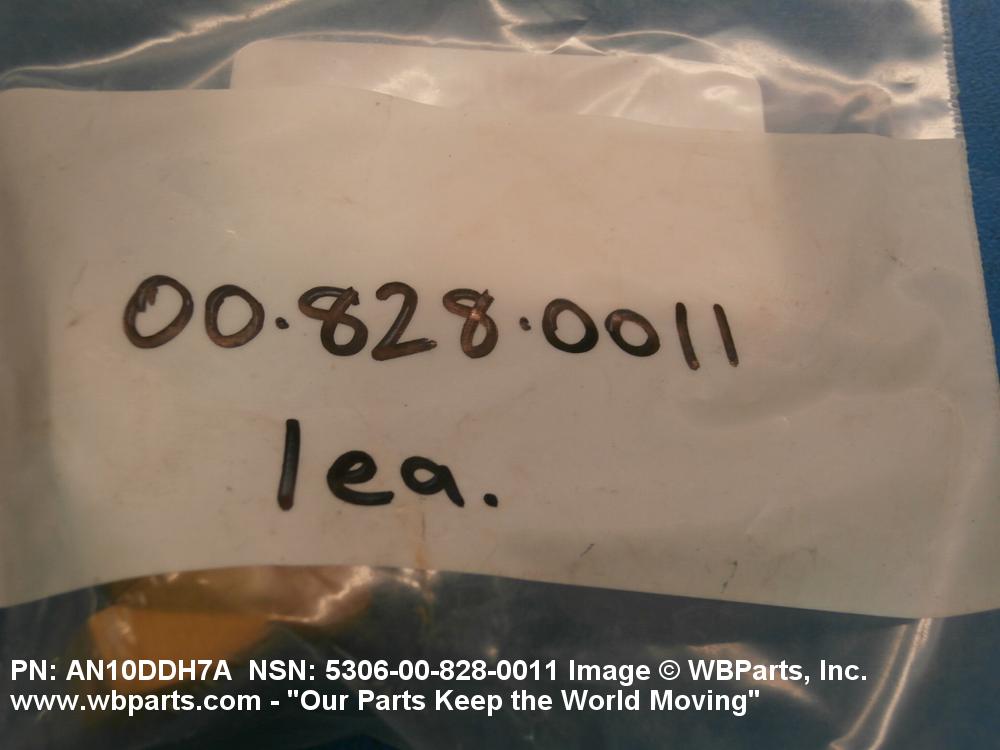 00.828.0011
1ea.
PN: AN10DDH7A NSN: 5306-00-828-0011 Image © WBParts, Inc.
www.wbparts.com - "Our Parts Keep the World Moving"